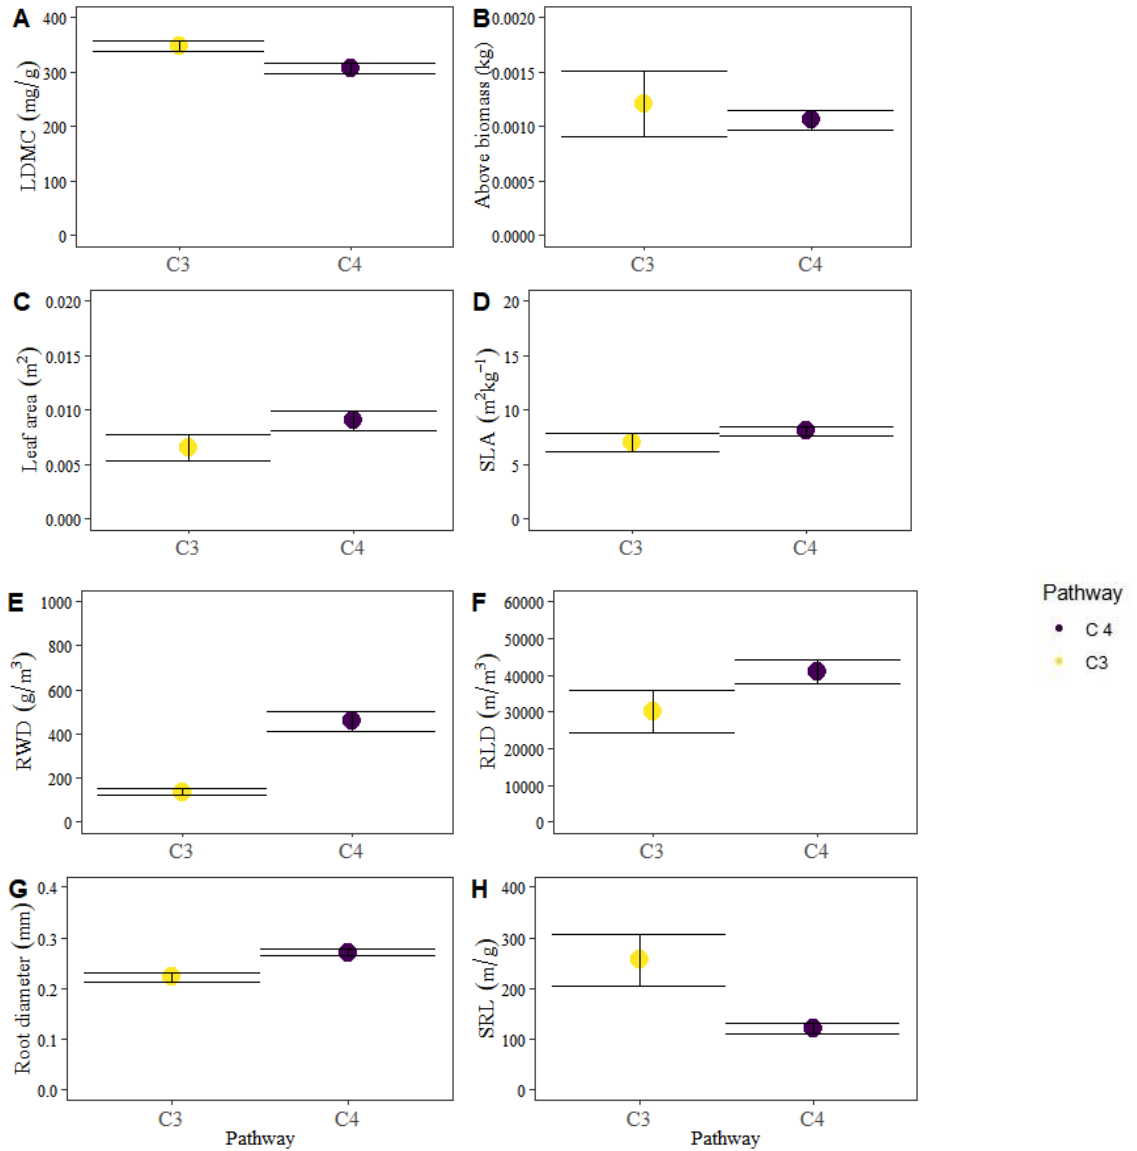 A
LDMC (mg/g)
400
300
200
100
0
C3
C4
B
Above biomass (kg)
0.0020
0.0015
0.0010
0.0005
0.0000
C3
C4
C
Leaf area (m²)
0.020
0.015
0.010
0.005
0.000
C3
C4
D
SLA (m²kg⁻¹)
20
15
10
5
0
C3
C4
E
RWD (g/m³)
1000
800
600
400
200
0
C3
C4
F
RLD (m/m³)
60000
50000
40000
30000
20000
10000
0
C3
C4
Pathway
C 4
C3
G
Root diameter (mm)
0.4
0.3
0.2
0.1
0.0
C3
C4
Pathway
H
SRL (m/g)
400
300
200
100
0
C3
C4
Pathway